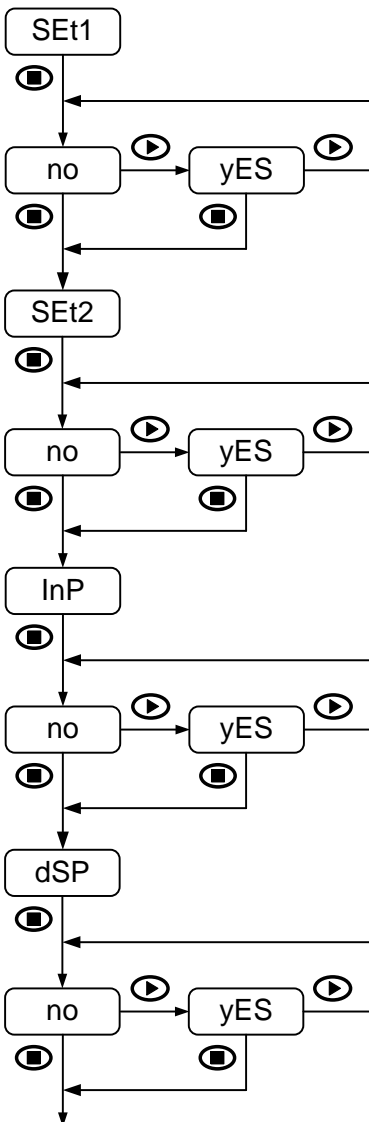 SEt1
no yES
SEt2
no yES
InP
no yES
dSP
no yES